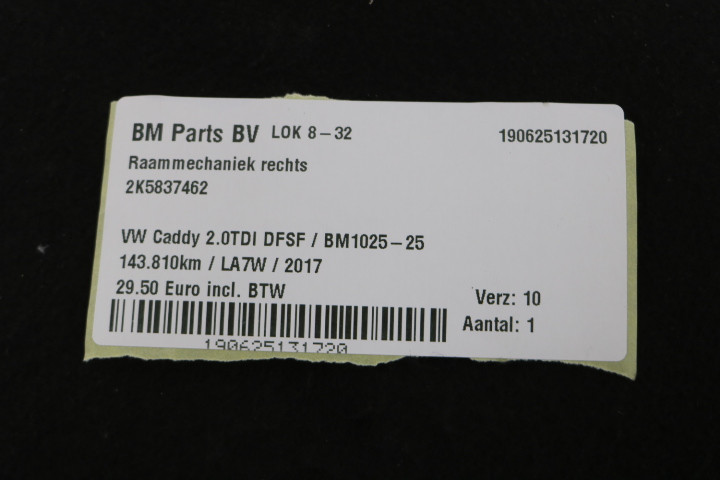 BM Parts BV LOK 8-32 190625131720
Raammechaniek rechts
2K5837462
VW Caddy 2.0TDI DFSF / BM1025-25
143.810km / LA7W / 2017
29.50 Euro incl. BTW
Verz: 10
Aantal: 1
190625131720